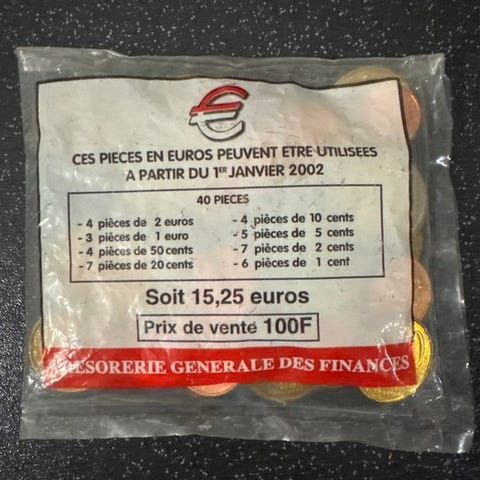 CES PIECES EN EUROS PEUVENT ETRE UTILISEES
A PARTIR DU 1ER JANVIER 2002
40 PIECES
- 4 pièces de 2 euros
- 3 pièces de 1 euro
- 4 pièces de 50 cents
- 7 pièces de 20 cents
- 4 pièces de 10 cents
- 5 pièces de 5 cents
- 7 pièces de 2 cents
- 6 pièces de 1 cent
Soit 15,25 euros
Prix de vente 100F
TRESORERIE GENERALE DES FINANCES